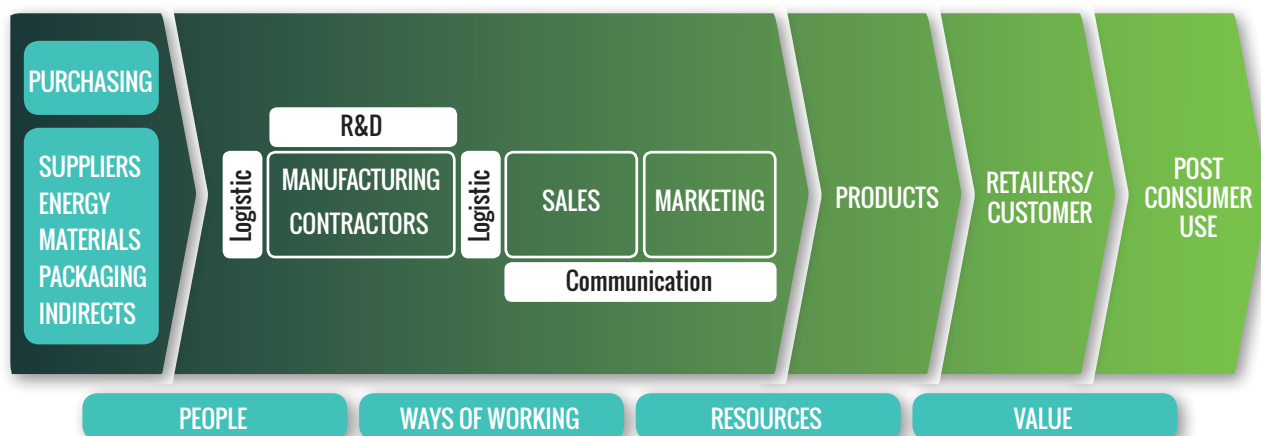 PURCHASING
SUPPLIERS
ENERGY
MATERIALS
PACKAGING
INDIRECTS
Logistic
R&D
MANUFACTURING
CONTRACTORS
Logistic
SALES
MARKETING
Communication
PRODUCTS
RETAILERS/
CUSTOMER
POST
CONSUMER
USE
PEOPLE
WAYS OF WORKING
RESOURCES
VALUE